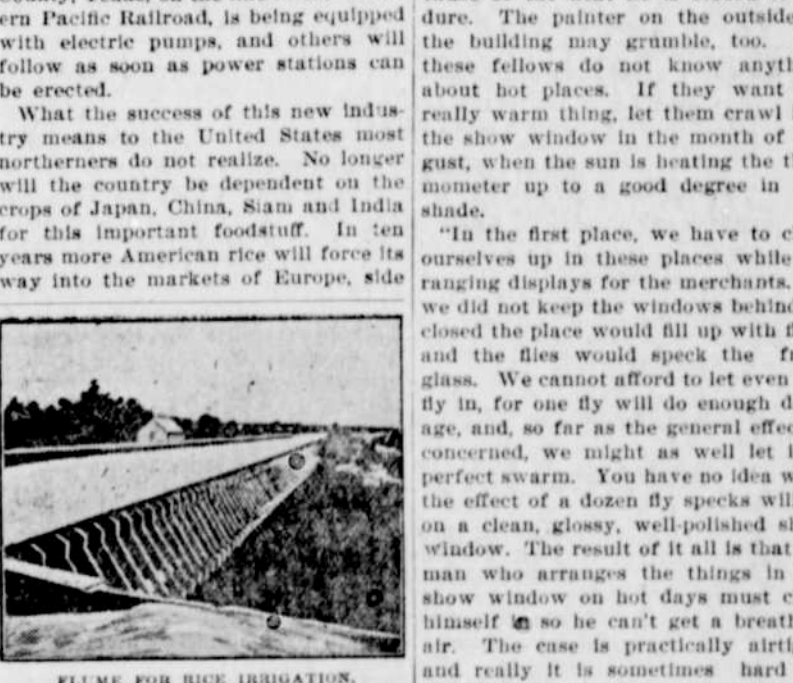 ern Pacific Railroad, is being equipped
with electric pumps, and others will
follow as soon as power stations can
be erected.
What the success of this new indus-
try means to the United States most
northerners do not realize. No longer
will the country be dependent on the
crops of Japan, China, Siam and India
for this important foodstuff. In ten
years more American rice will force its
way into the markets of Europe, side
FLUME FOR RICE IRRIGATION.
dure. The painter on the outside
the building may grumble, too.
these fellows do not know anyth
about hot places. If they want
really warm thing, let them crawl
the show window in the month of
gust, when the sun is heating the t
mometer up to a good degree in
shade.
"In the first place, we have to c
ourselves up in these places while
ranging displays for the merchants.
we did not keep the windows behind
closed the place would fill up with f
and the flies would speck the f
glass. We cannot afford to let even
fly in, for one fly will do enough d
age, and, so far as the general effec
concerned, we might as well let
perfect swarm. You have no idea w
the effect of a dozen fly specks will
on a clean, glossy, well-polished s
window. The result of it all is that
man who arranges the things in
show window on hot days must c
himself in so he can't get a breath
air. The case is practically airti
and really it is sometimes hard